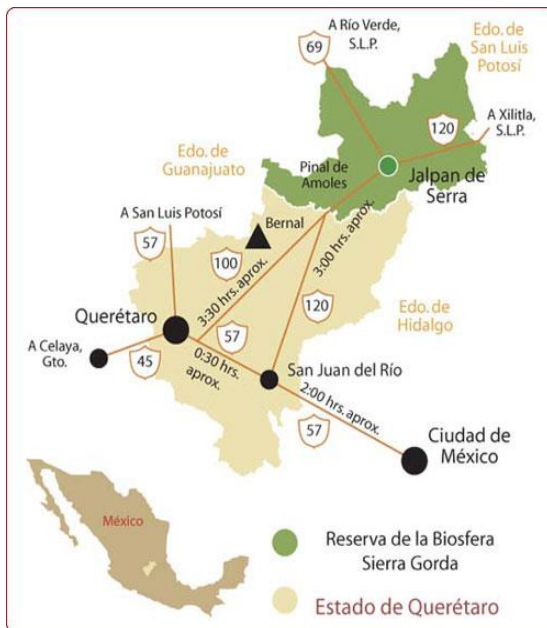 A Río Verde,
S.L.P.
69
Edo. de
San Luis
Potosí
120
A Xilitla,
S.L.P.
Edo. de
Guanajuato
Pinal de
Amoles
Jalpan de
Serra
A San Luis Potosí
57
Bernal
100
3:30 hrs. aprox.
3:00 hrs. aprox.
120
Edo. de
Hidalgo
Querétaro
57
A Celaya,
Gto.
45
0:30 hrs.
aprox.
San Juan del Río
2:00 hrs. aprox.
57
Ciudad de
México
México
Reserva de la Biosfera
Sierra Gorda
Estado de Querétaro